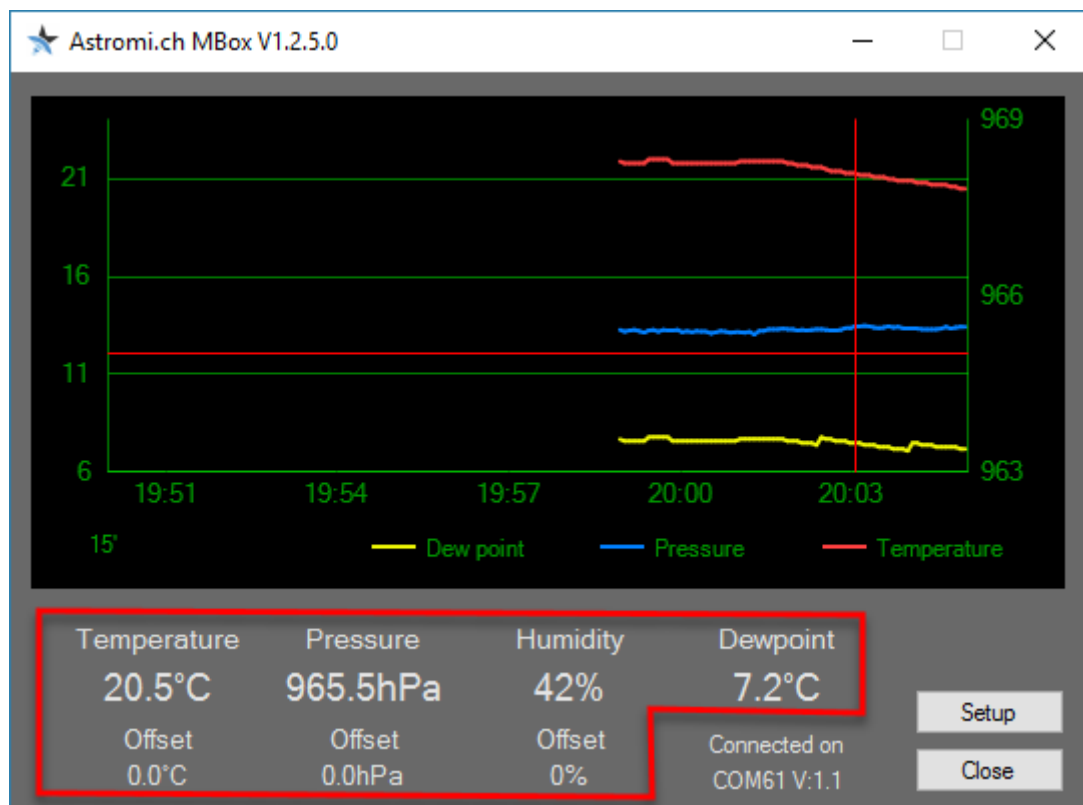 Astromi.ch MBox V1.2.5.0
969
21
16
966
11
6
963
19:51 19:54 19:57 20:00 20:03
15'
Dew point Pressure Temperature
Temperature Pressure Humidity Dewpoint
20.5°C 965.5hPa 42% 7.2°C
Setup
Offset Offset Offset Connected on
0.0°C 0.0hPa 0% COM61 V:1.1
Close